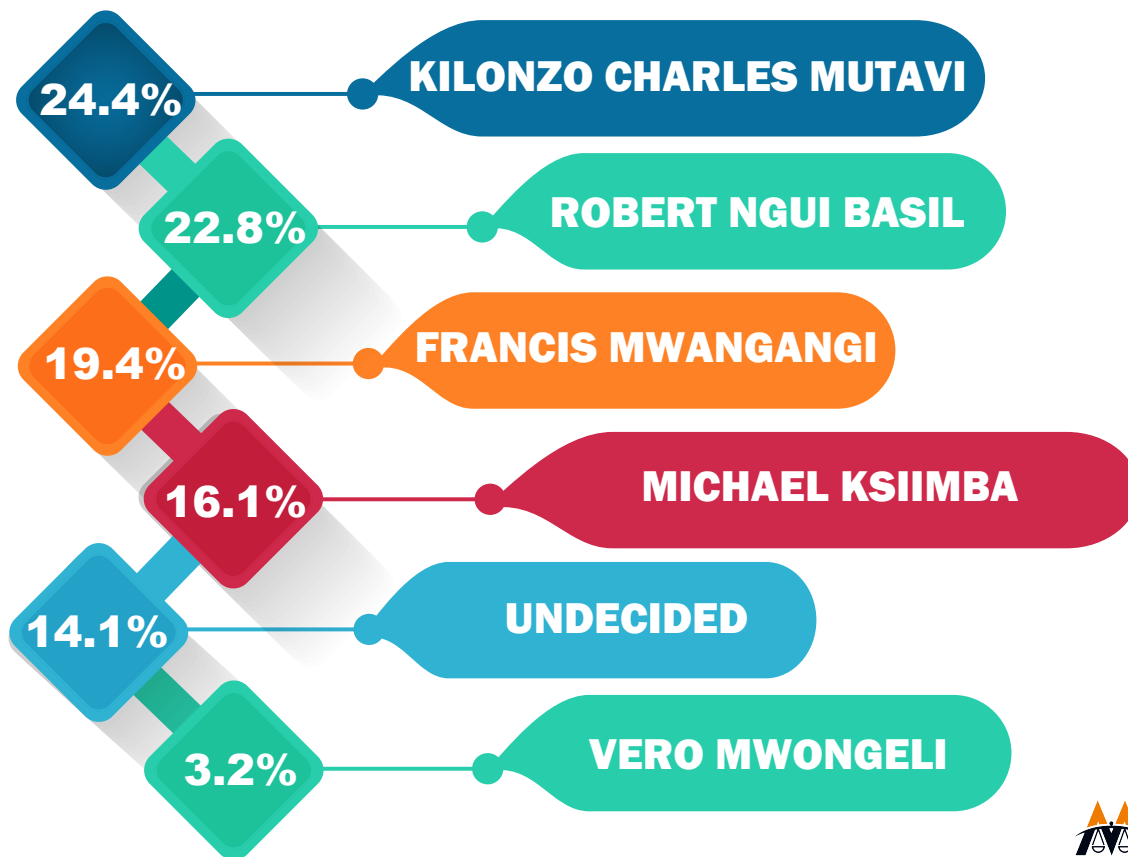 24.4% KILONZO CHARLES MUTAVI
22.8% ROBERT NGUI BASIL
19.4% FRANCIS MWANGANGI
16.1% MICHAEL KSIIMBA
14.1% UNDECIDED
3.2% VERO MWONGELI